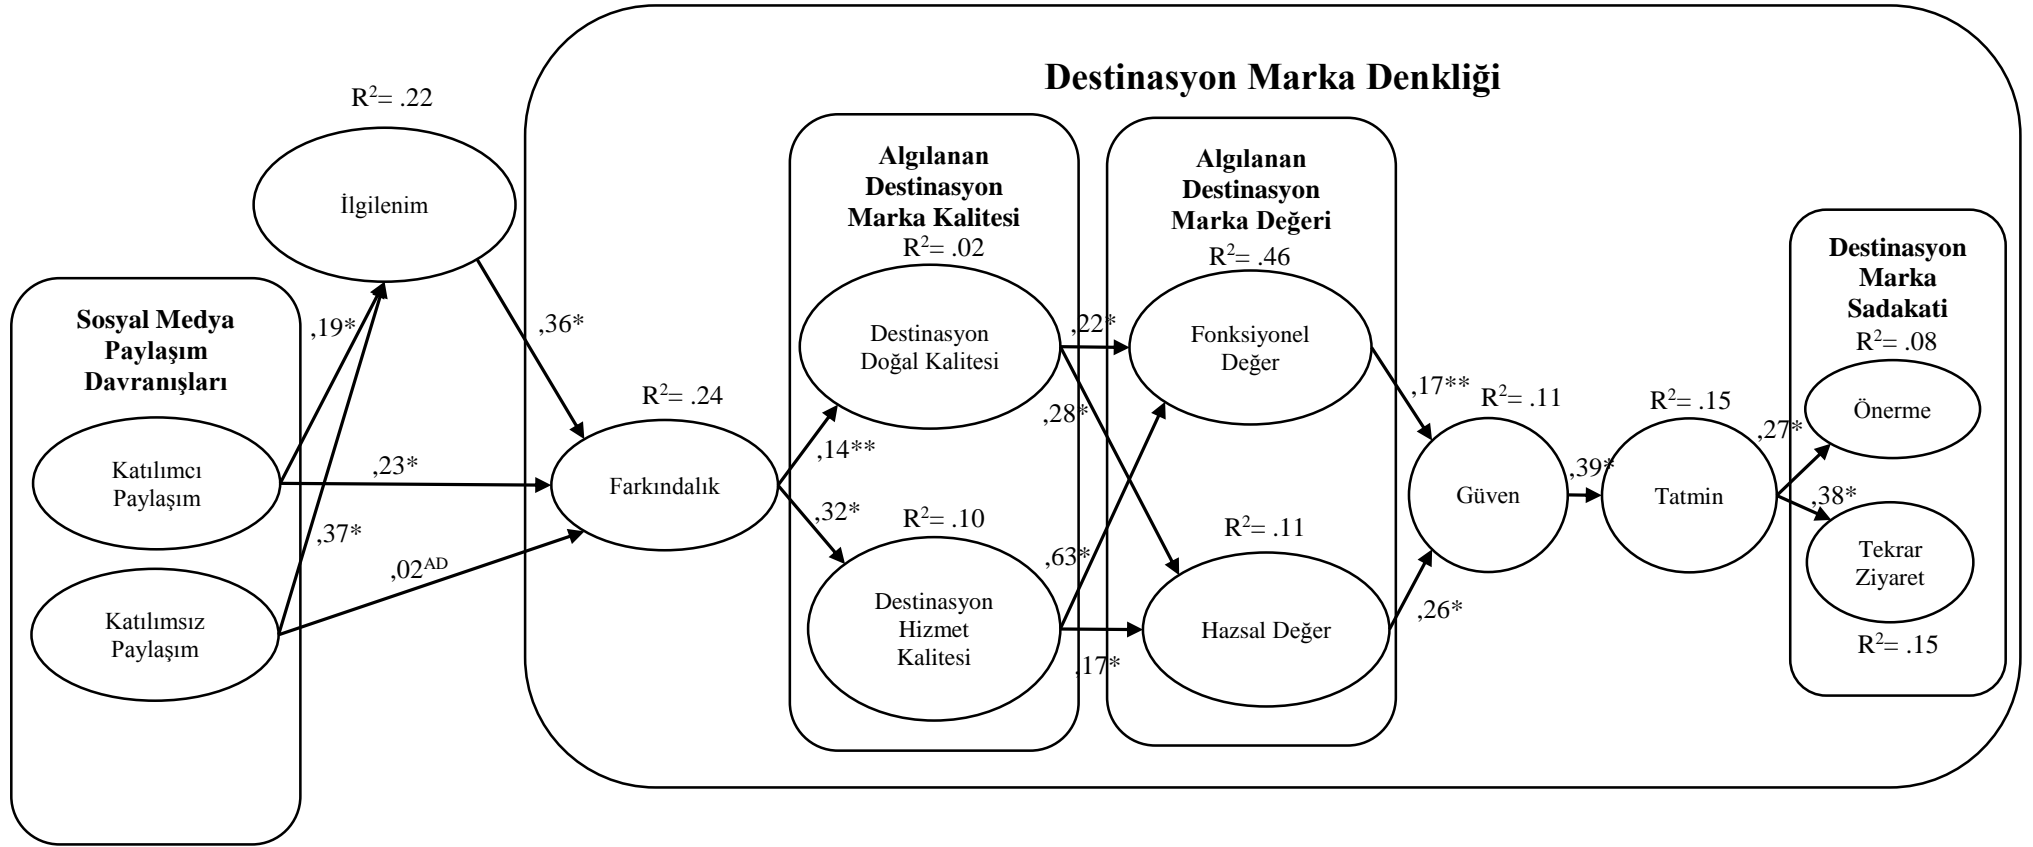 Destinasyon Marka Denkliği
R²= .22
İlgilenim
Sosyal Medya
Paylaşım
Davranışları
Katılımcı
Paylaşım
Katılımsız
Paylaşım
,19*
,37*
,23*
,02ᴬᴰ
,36*
R²= .24
Farkındalık
,14**
,32*
Algılanan
Destinasyon
Marka Kalitesi
R²= .02
Destinasyon
Doğal Kalitesi
R²= .10
Destinasyon
Hizmet
Kalitesi
,22*
,28*
,63*
,17*
Algılanan
Destinasyon
Marka Değeri
R²= .46
Fonksiyonel
Değer
R²= .11
Hazsal Değer
,17**
,26*
R²= .11
Güven
,39*
R²= .15
Tatmin
,27*
,38*
Destinasyon
Marka
Sadakati
R²= .08
Önerme
Tekrar
Ziyaret
R²= .15